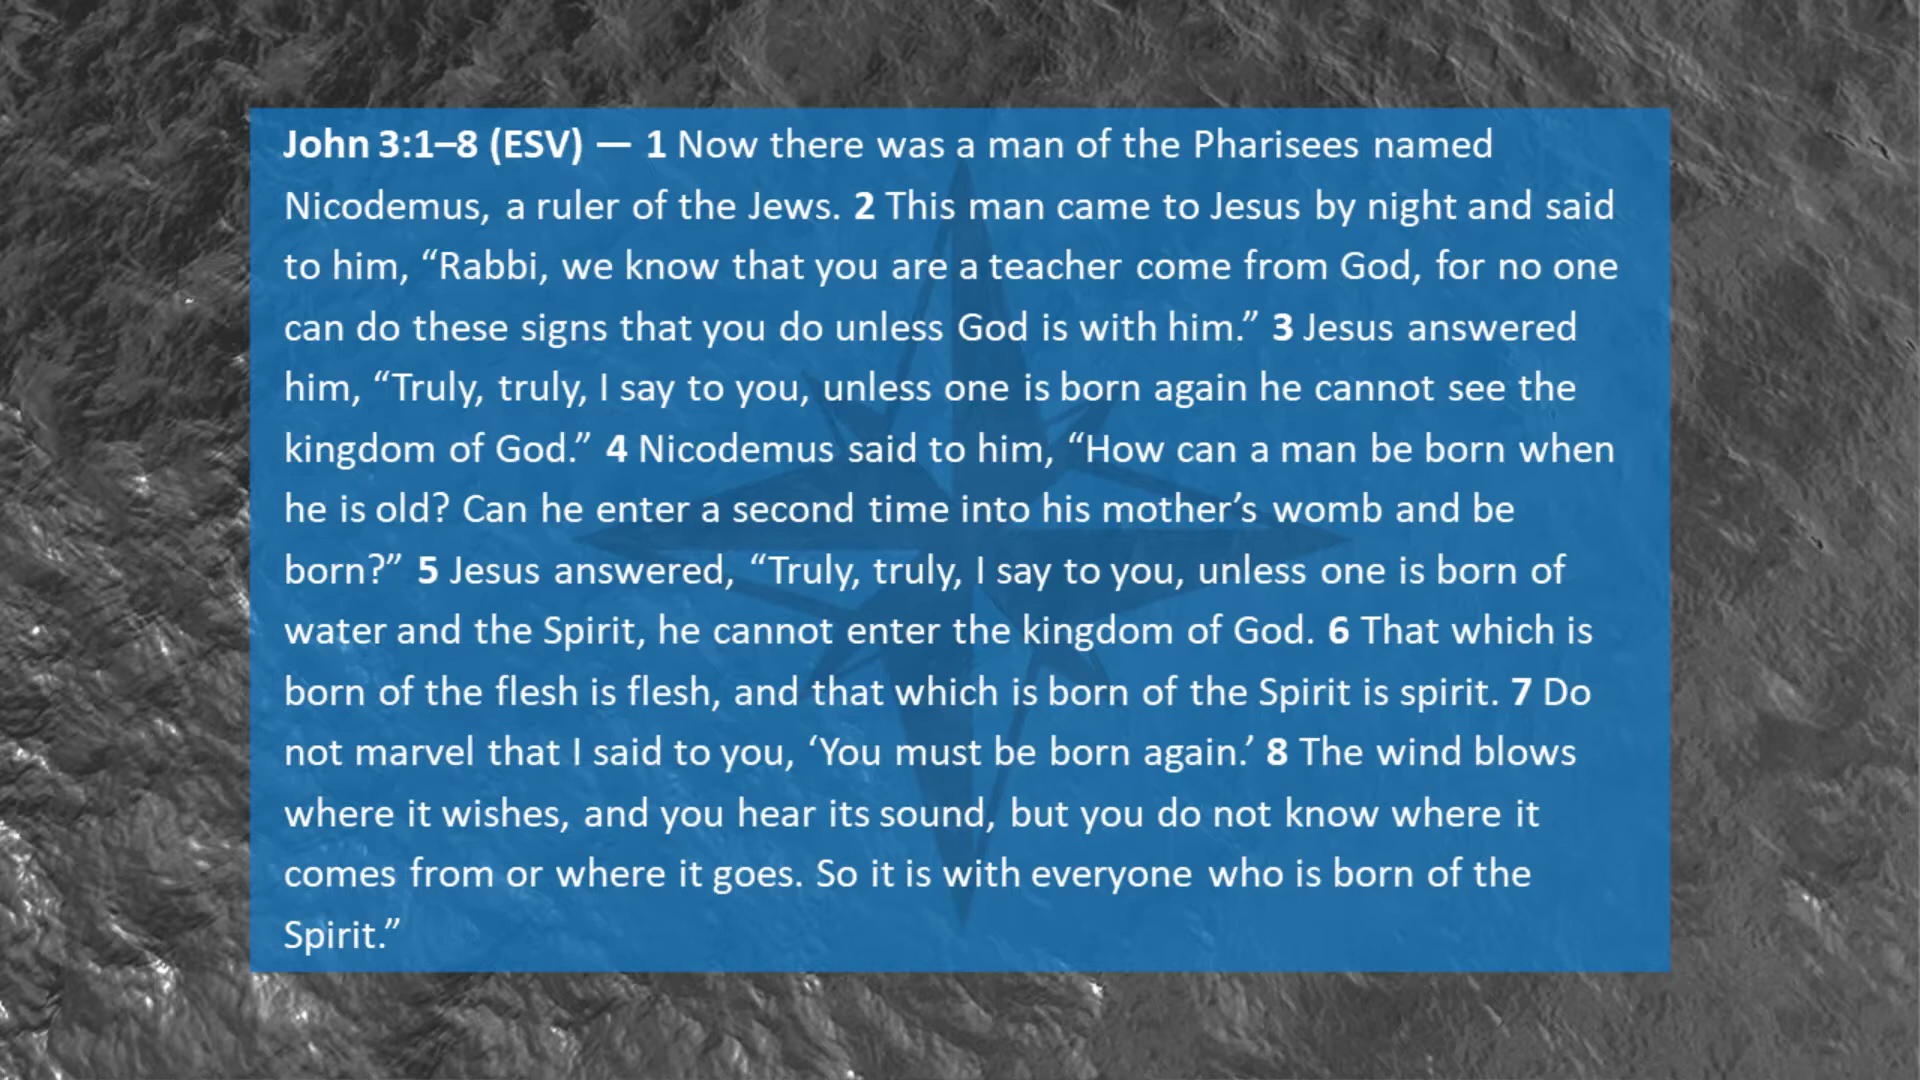 John 3:1–8 (ESV) — 1 Now there was a man of the Pharisees named
Nicodemus, a ruler of the Jews. 2 This man came to Jesus by night and said
to him, “Rabbi, we know that you are a teacher come from God, for no one
can do these signs that you do unless God is with him.” 3 Jesus answered
him, “Truly, truly, I say to you, unless one is born again he cannot see the
kingdom of God.” 4 Nicodemus said to him, “How can a man be born when
he is old? Can he enter a second time into his mother’s womb and be
born?” 5 Jesus answered, “Truly, truly, I say to you, unless one is born of
water and the Spirit, he cannot enter the kingdom of God. 6 That which is
born of the flesh is flesh, and that which is born of the Spirit is spirit. 7 Do
not marvel that I said to you, ‘You must be born again.’ 8 The wind blows
where it wishes, and you hear its sound, but you do not know where it
comes from or where it goes. So it is with everyone who is born of the
Spirit.”